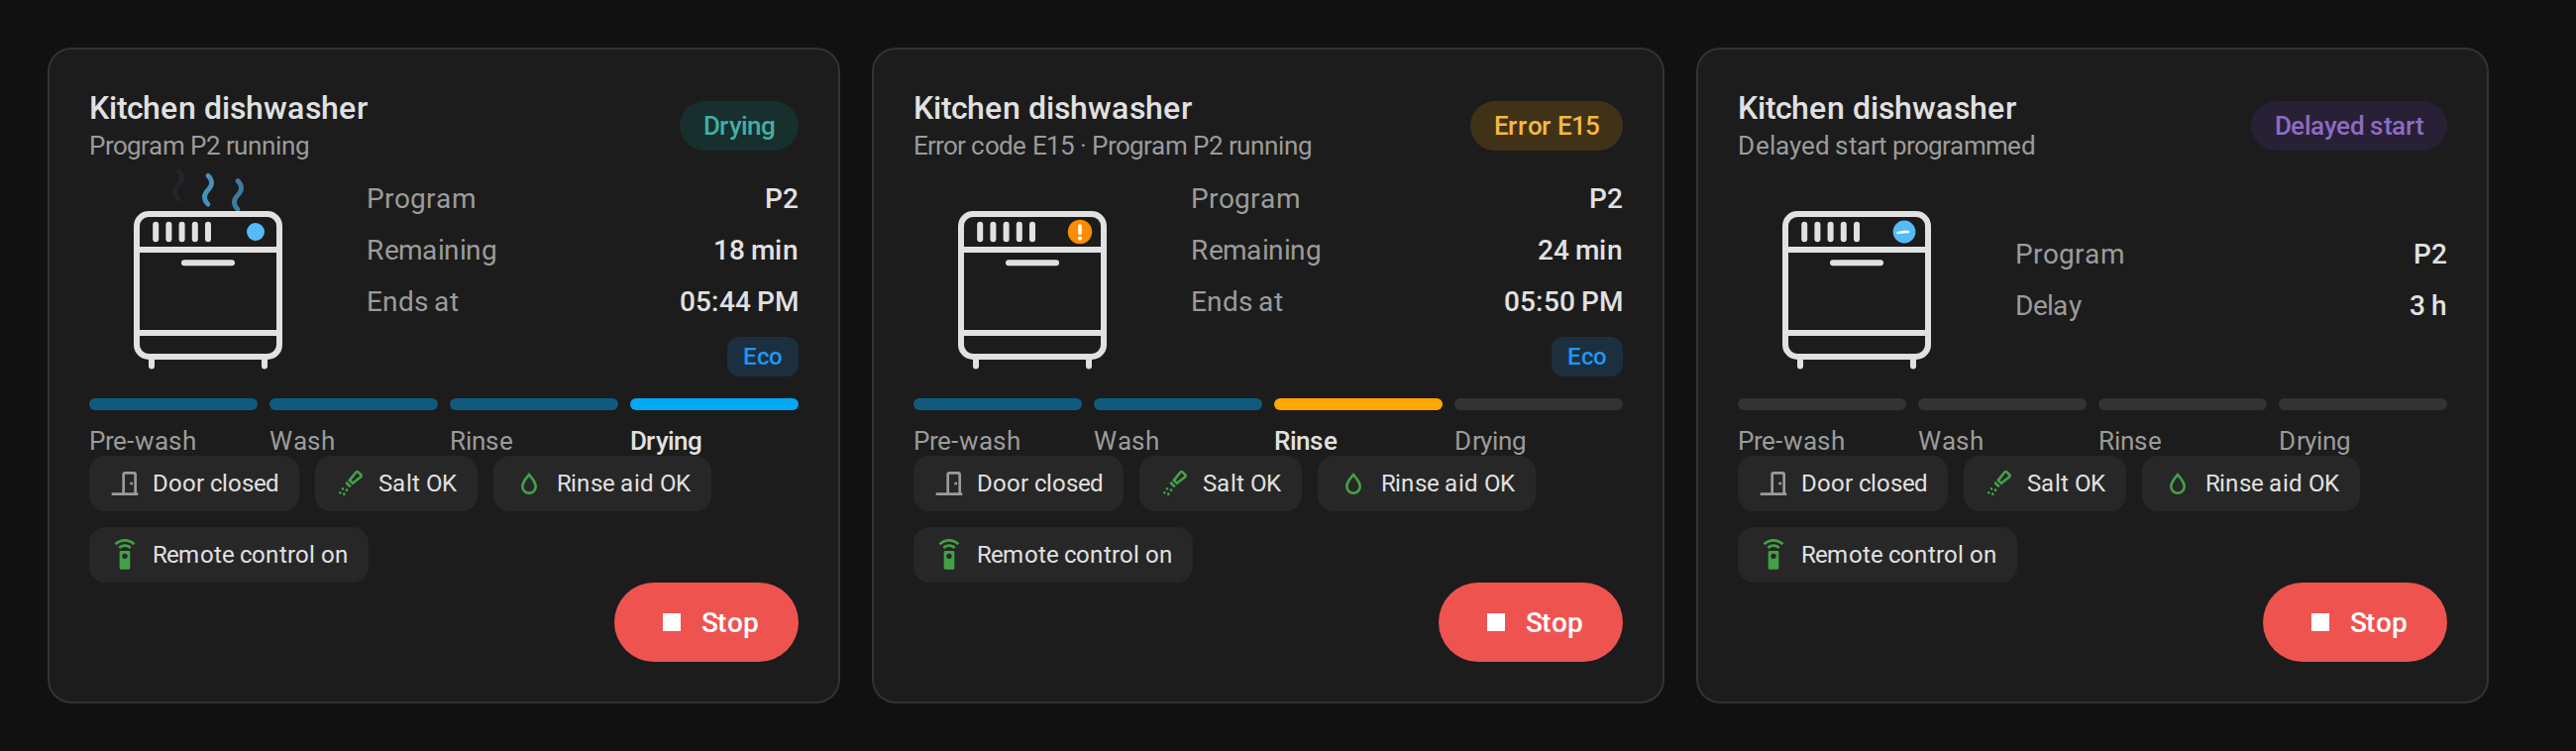 Kitchen dishwasher
Program P2 running
Drying
Program P2
Remaining 18 min
Ends at 05:44 PM
Eco
Pre-wash Wash Rinse Drying
Door closed Salt OK Rinse aid OK
Remote control on
Stop
Kitchen dishwasher
Error code E15 · Program P2 running
Error E15
Program P2
Remaining 24 min
Ends at 05:50 PM
Eco
Pre-wash Wash Rinse Drying
Door closed Salt OK Rinse aid OK
Remote control on
Stop
Kitchen dishwasher
Delayed start programmed
Delayed start
Program P2
Delay 3 h
Pre-wash Wash Rinse Drying
Door closed Salt OK Rinse aid OK
Remote control on
Stop